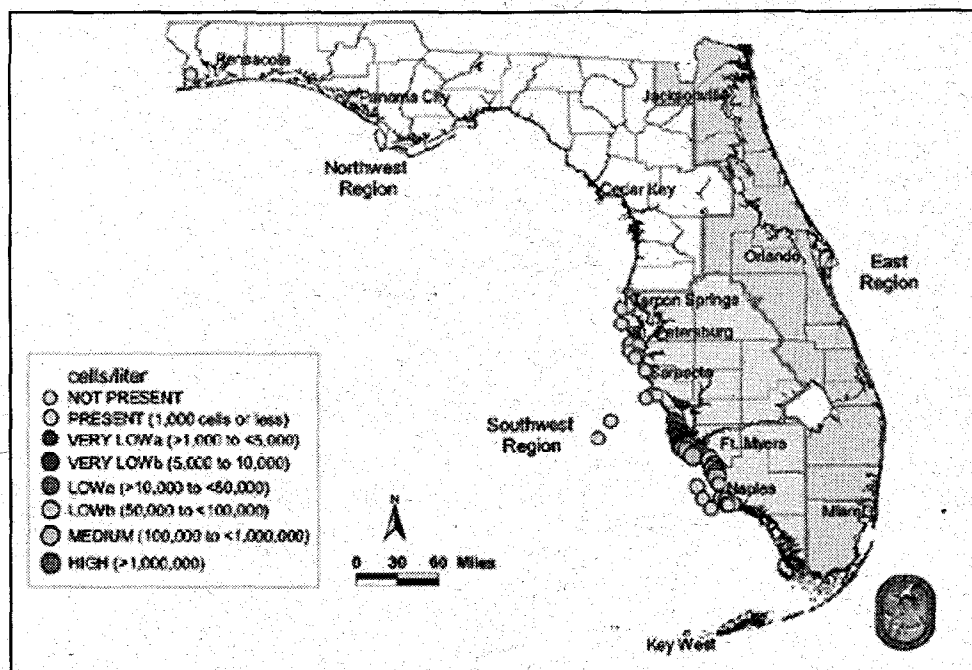 Pensacola
Panama City
Jacksonville
Northwest
Region
Cedar Key
Orlando
East
Region
Tarpon Springs
Petersburg
Sarasota
cells/liter
NOT PRESENT
PRESENT (1,000 cells or less)
VERY LOWa (>1,000 to <5,000)
VERY LOWb (5,000 to 10,000)
LOWa (>10,000 to <50,000)
LOWb (50,000 to <100,000)
MEDIUM (100,000 to <1,000,000)
HIGH (>1,000,000)
Southwest
Region
Ft. Myers
Naples
Miami
N
0 30 60 Miles
Key West